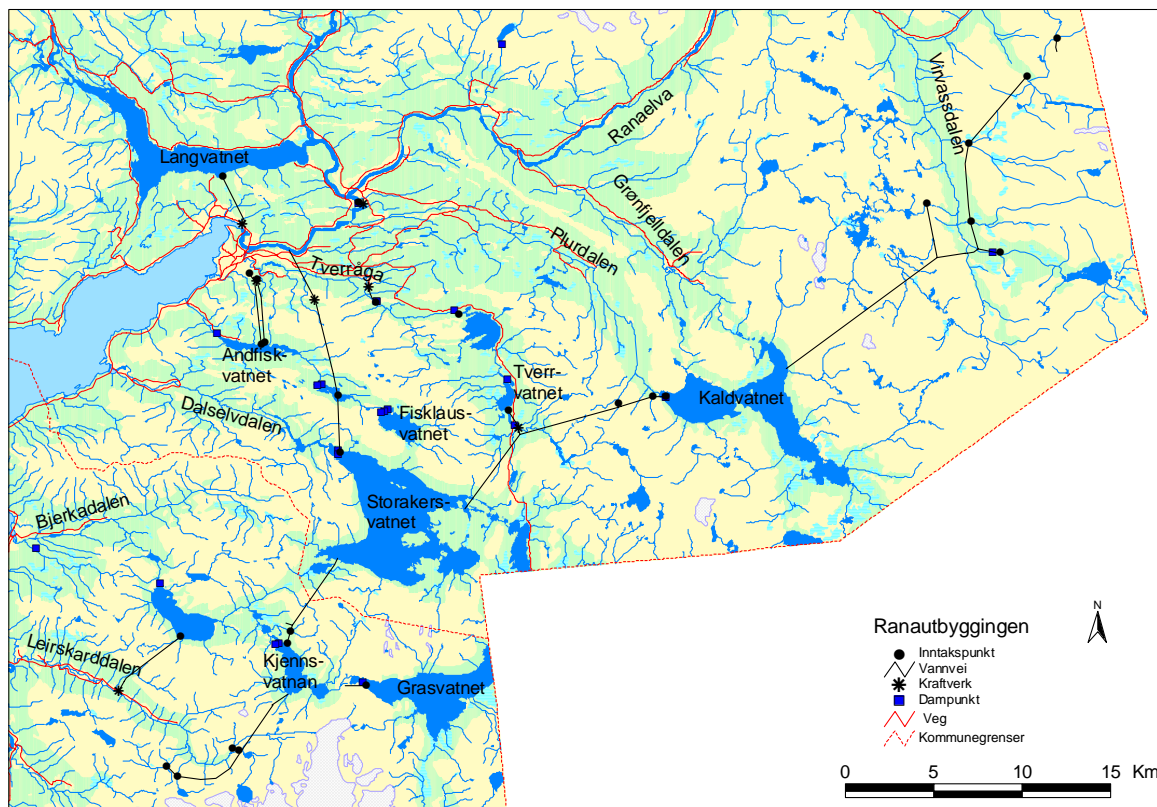 Virvassdalen
Ranaelva
Langvatnet
Grønfjelldalen
Plurdalen
Tverråga
Andfisk-
vatnet
Tverr-
vatnet
Kaldvatnet
Dalselvdalen
Fisklaus-
vatnet
Storakers-
vatnet
Bjerkadalen
Leirskarddalen
Kjenns-
vatnan
Grasvatnet
N
Ranautbyggingen
Inntakspunkt
Vannvei
Kraftverk
Dampunkt
Veg
Kommunegrenser
0 5 10 15 Km